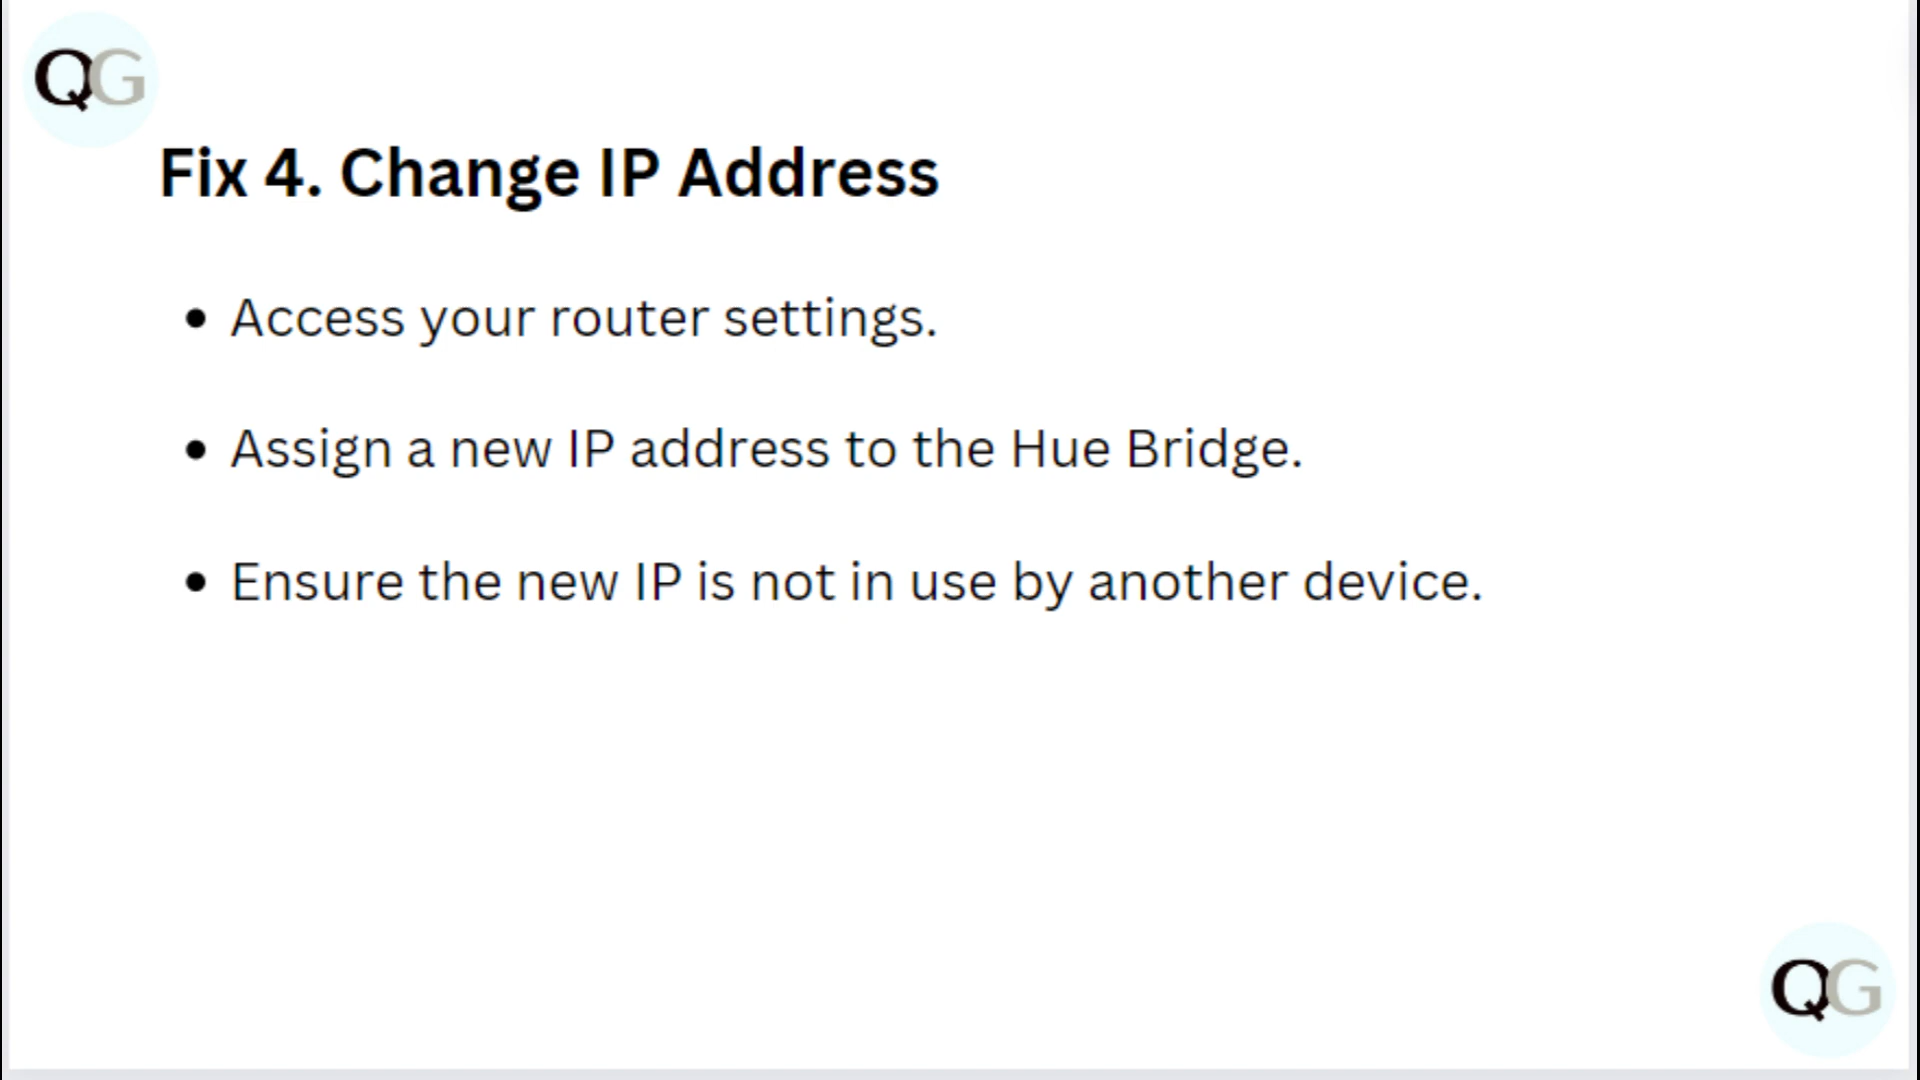 QG
Fix 4. Change IP Address
• Access your router settings.
• Assign a new IP address to the Hue Bridge.
• Ensure the new IP is not in use by another device.
QG